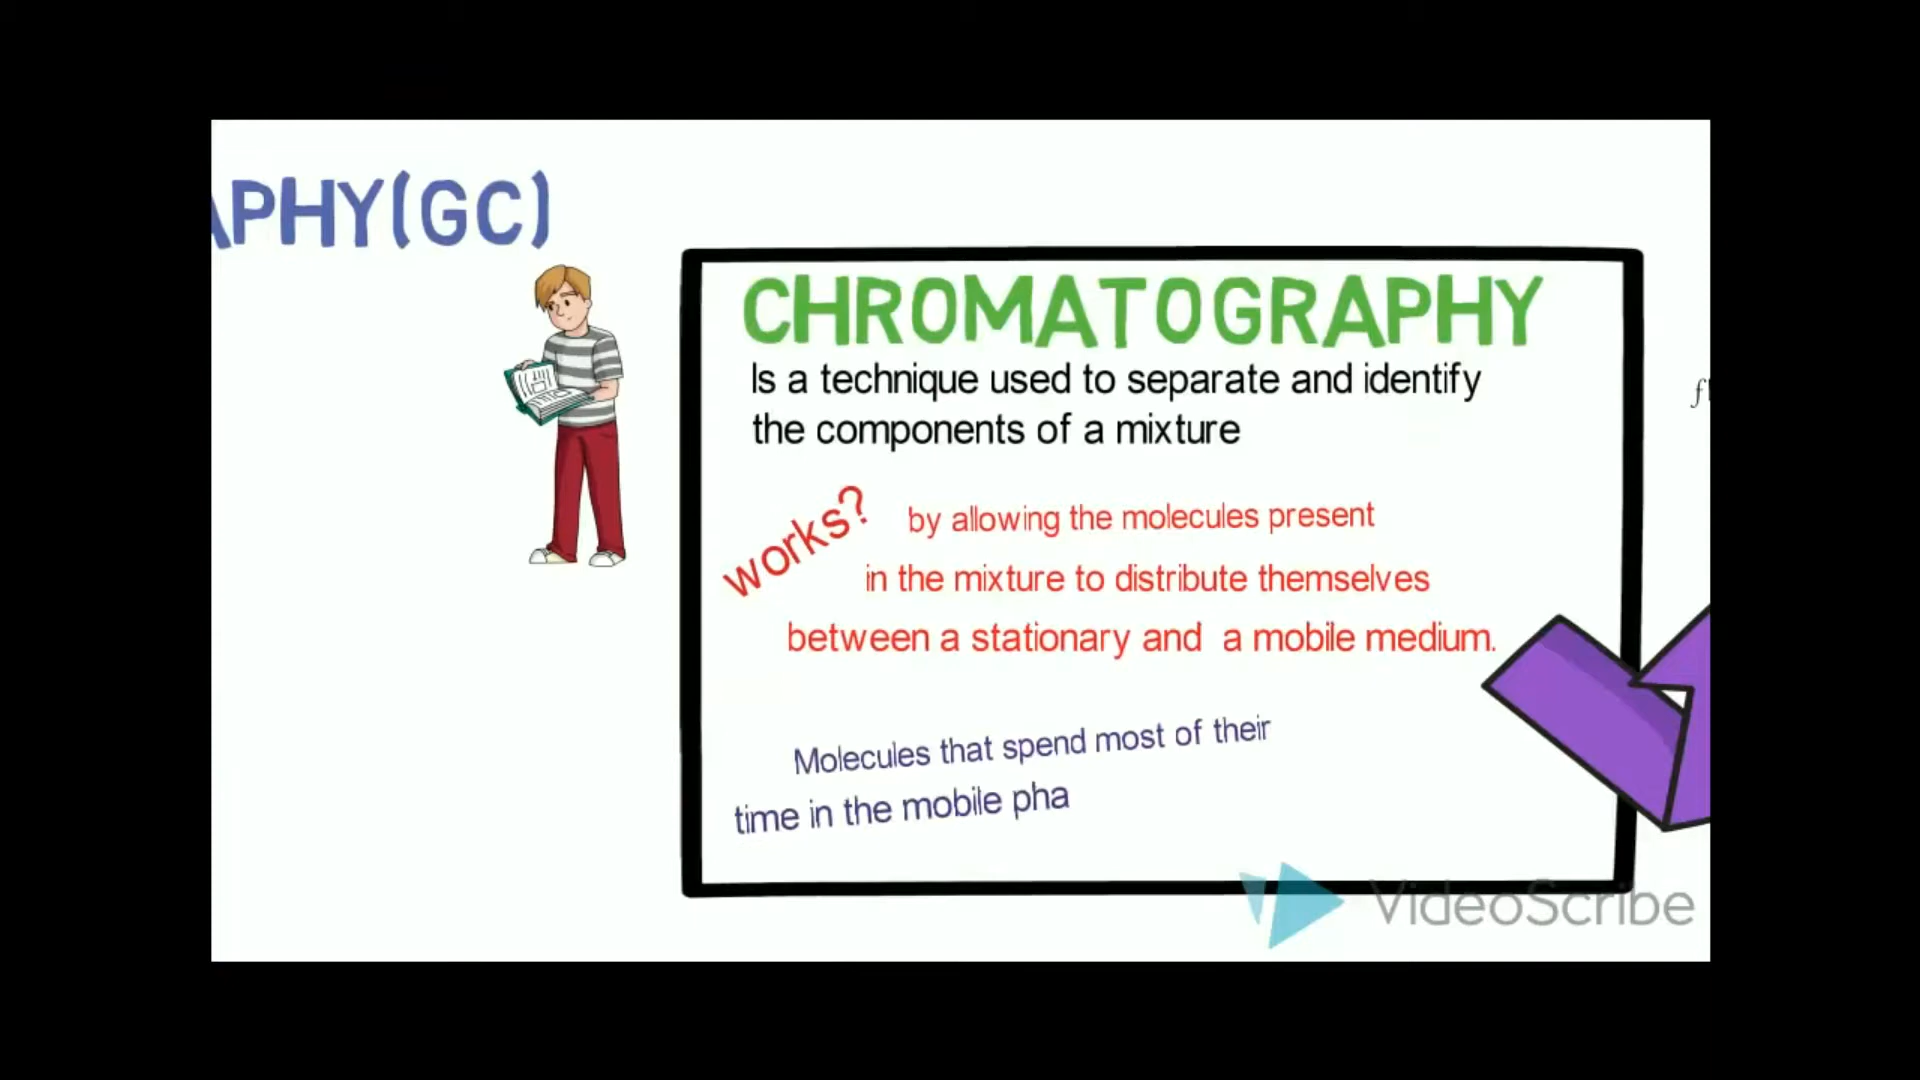 APHY(GC)
CHROMATOGRAPHY
Is a technique used to separate and identify
the components of a mixture
works?
by allowing the molecules present
in the mixture to distribute themselves
between a stationary and a mobile medium.
Molecules that spend most of their
time in the mobile pha
VideoScribe